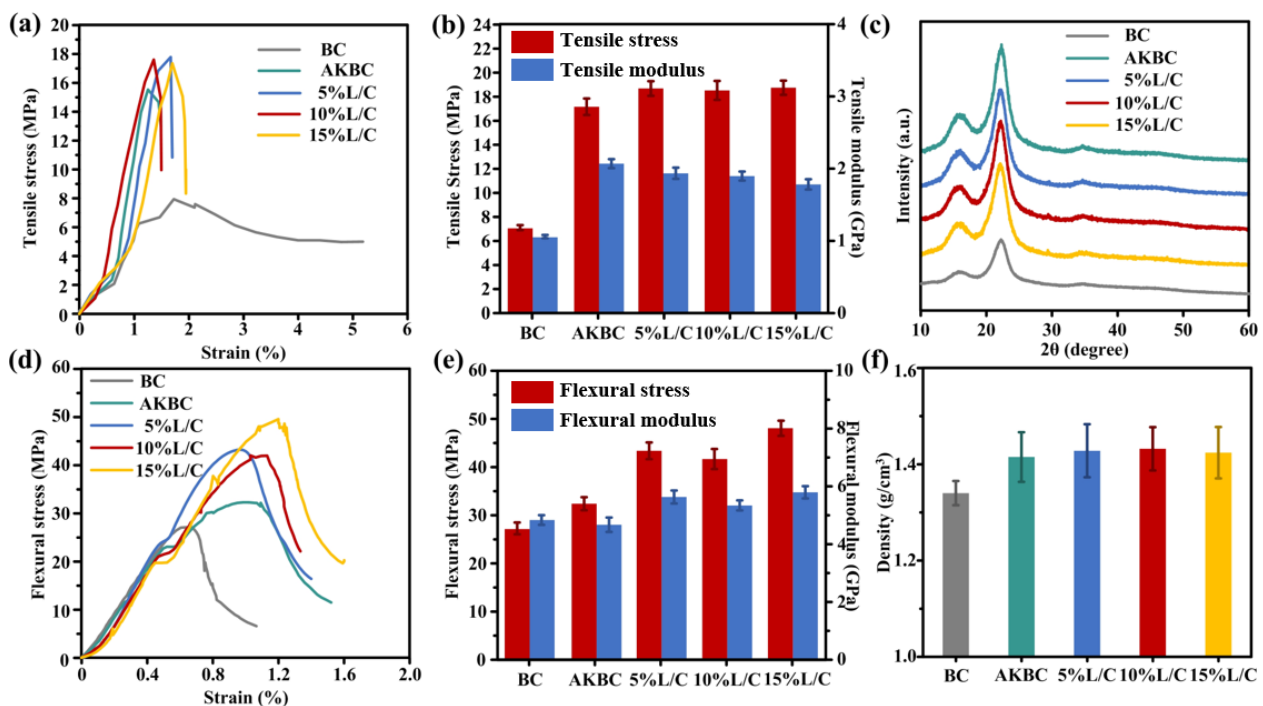 (a)
Tensile stress (MPa)
20
18
16
14
12
10
8
6
4
2
0
BC
AKBC
5%L/C
10%L/C
15%L/C
0 1 2 3 4 5 6
Strain (%)
(b)
Tensile Stress (MPa)
24
22
20
18
16
14
12
10
8
6
4
2
0
Tensile stress
Tensile modulus
4
3
2
1
0
Tensile modulus (GPa)
BC AKBC 5%L/C 10%L/C 15%L/C
(c)
Intensity (a.u.)
BC
AKBC
5%L/C
10%L/C
15%L/C
10 20 30 40 50 60
2θ (degree)
(d)
Flexural stress (MPa)
60
50
40
30
20
10
0
BC
AKBC
5%L/C
10%L/C
15%L/C
0 0.4 0.8 1.2 1.6 2.0
Strain (%)
(e)
Flexural stress (MPa)
60
50
40
30
20
10
0
Flexural stress
Flexural modulus
10
8
6
4
2
0
Flexural modulus (GPa)
BC AKBC 5%L/C 10%L/C 15%L/C
(f)
Density (g/cm³)
1.6
1.4
1.2
1.0
BC AKBC 5%L/C 10%L/C 15%L/C